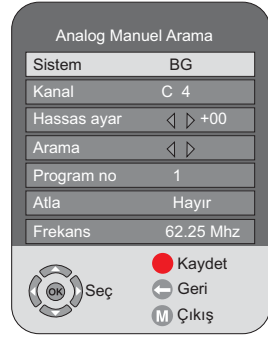 Analog Manuel Arama
Sistem BG
Kanal C 4
Hassas ayar +00
Arama
Program no 1
Atla Hayır
Frekans 62.25 Mhz
Kaydet
OK Seç Geri
M Çıkış